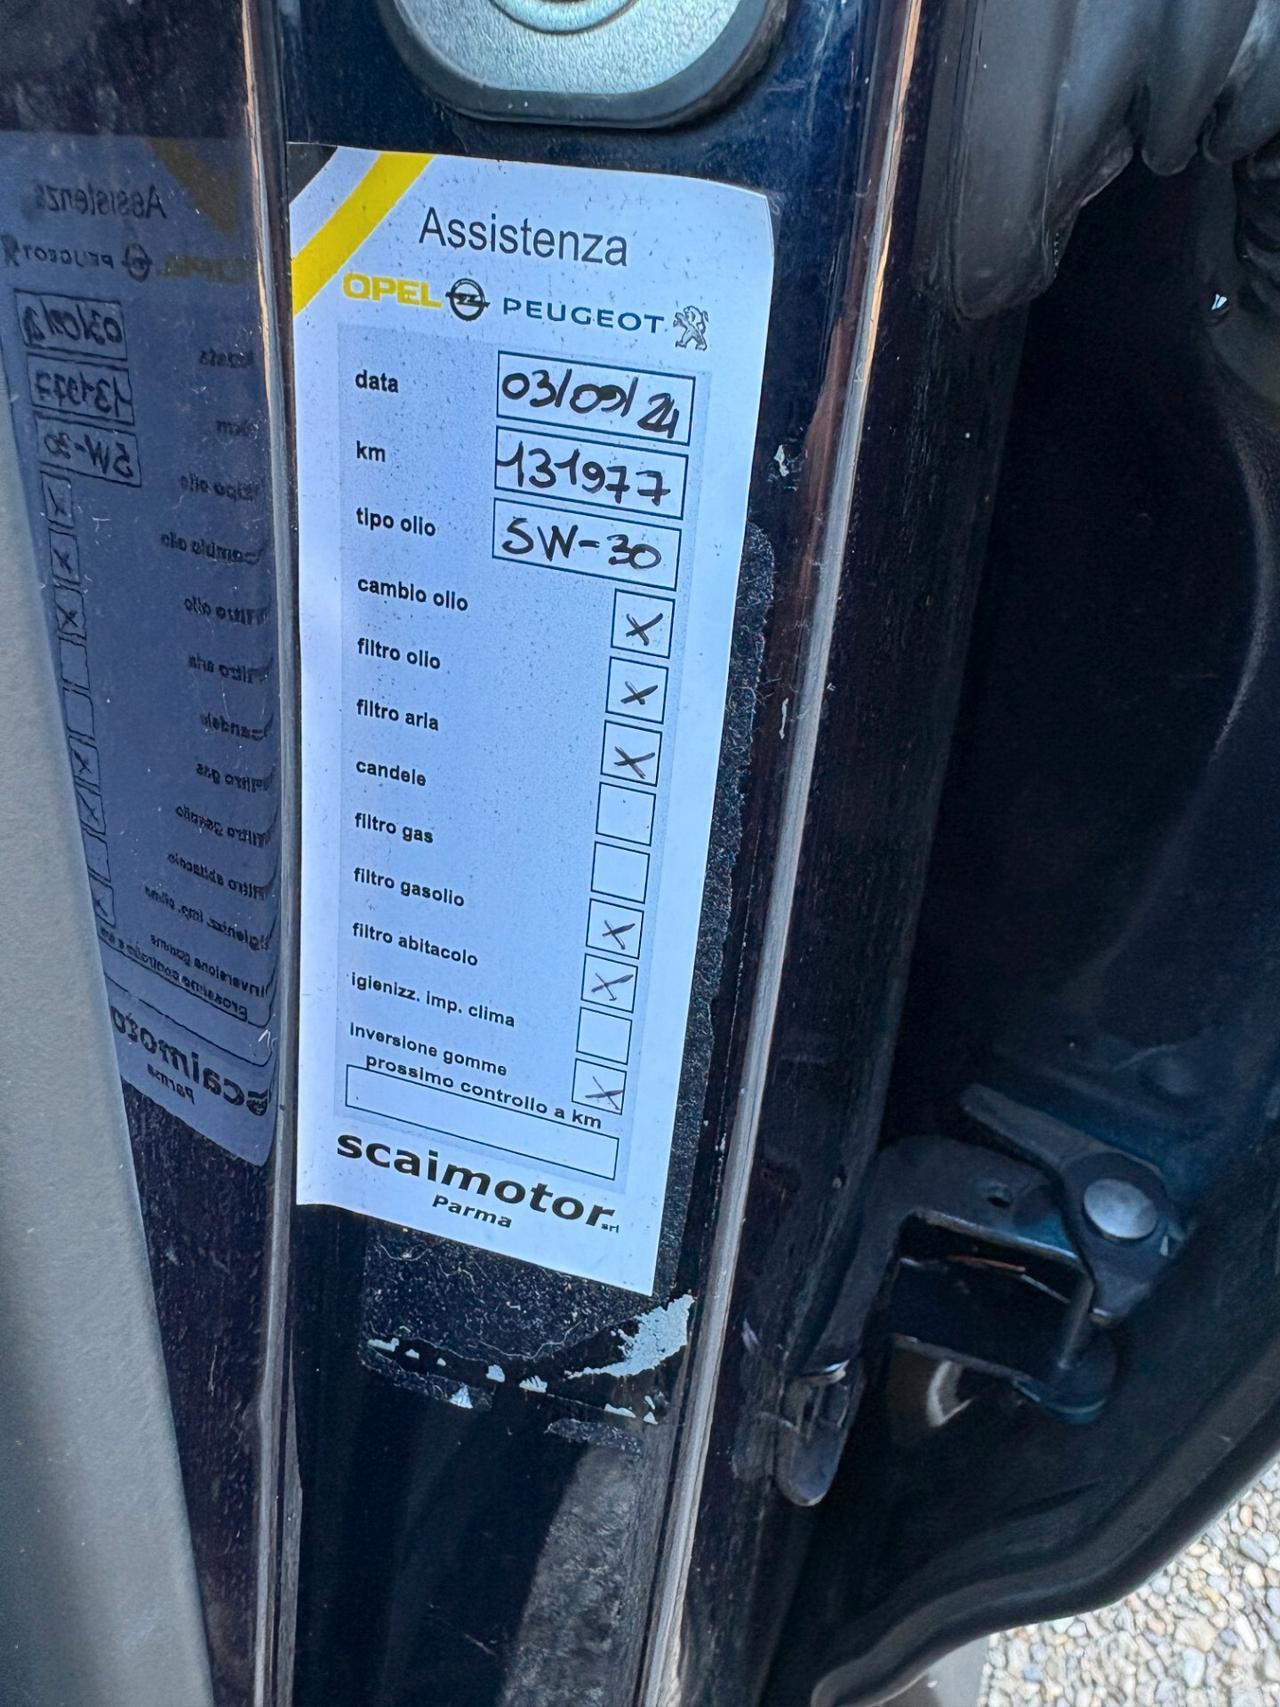 Assistenza
OPEL PEUGEOT
data 03/09/24
km 131977
tipo olio 5W-30
cambio olio X
filtro olio X
filtro aria X
candele
filtro gas
filtro gasolio X
filtro abitacolo X
igienizz. imp. clima
inversione gomme X
prossimo controllo a km
scaimotor srl
Parma